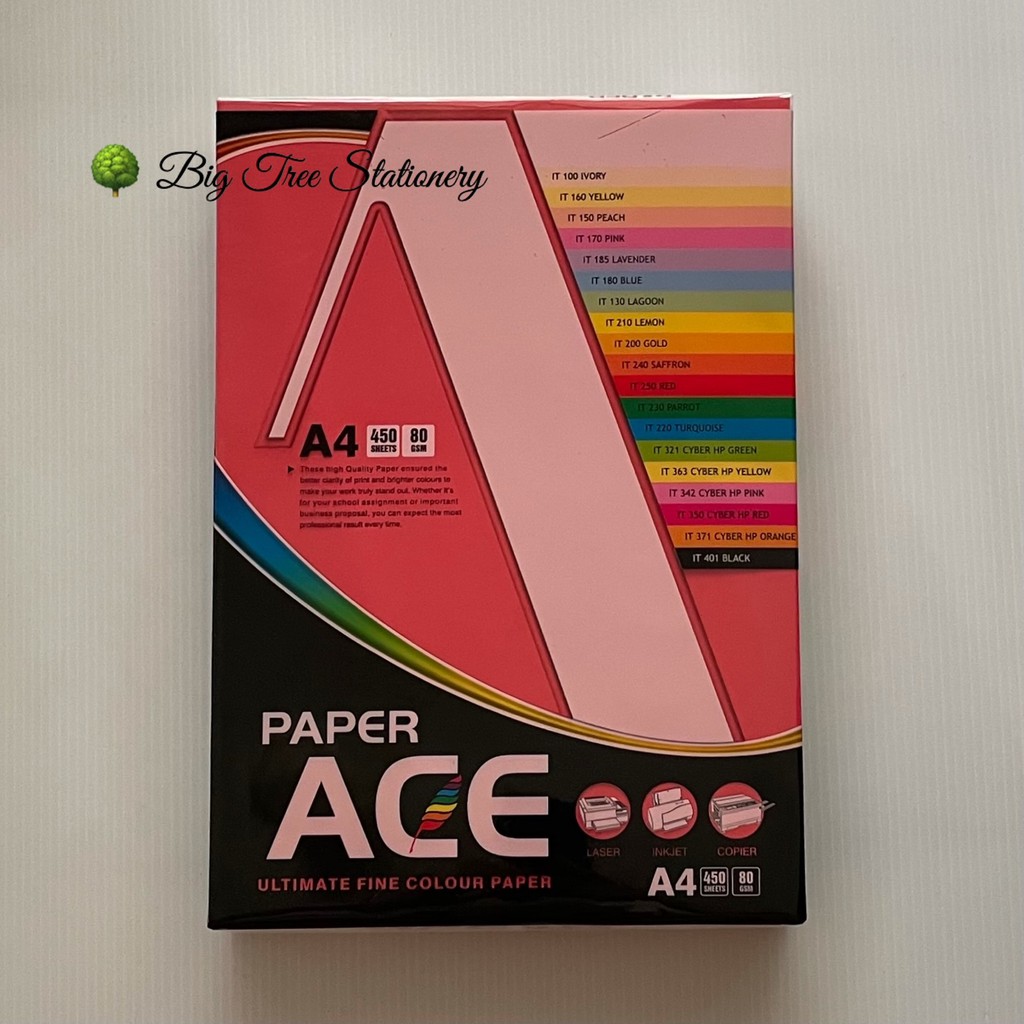 Big Tree Stationery
IT 100 IVORY
IT 160 YELLOW
IT 150 PEACH
IT 170 PINK
IT 185 LAVENDER
IT 180 BLUE
IT 130 LAGOON
IT 210 LEMON
IT 200 GOLD
IT 240 SAFFRON
IT 250 RED
IT 230 PARROT
IT 220 TURQUOISE
IT 321 CYBER HP GREEN
IT 363 CYBER HP YELLOW
IT 342 CYBER HP PINK
IT 350 CYBER HP RED
IT 371 CYBER HP ORANGE
IT 401 BLACK
A4 450 SHEETS 80 GSM
These high Quality Paper ensured the
better clarity of print and brighter colours to
make your work truly stand out. Whether it's
for your school assignment or important
business proposal, you can expect the most
professional result every time.
PAPER
ACE
ULTIMATE FINE COLOUR PAPER
LASER INKJET COPIER
A4 450 SHEETS 80 GSM